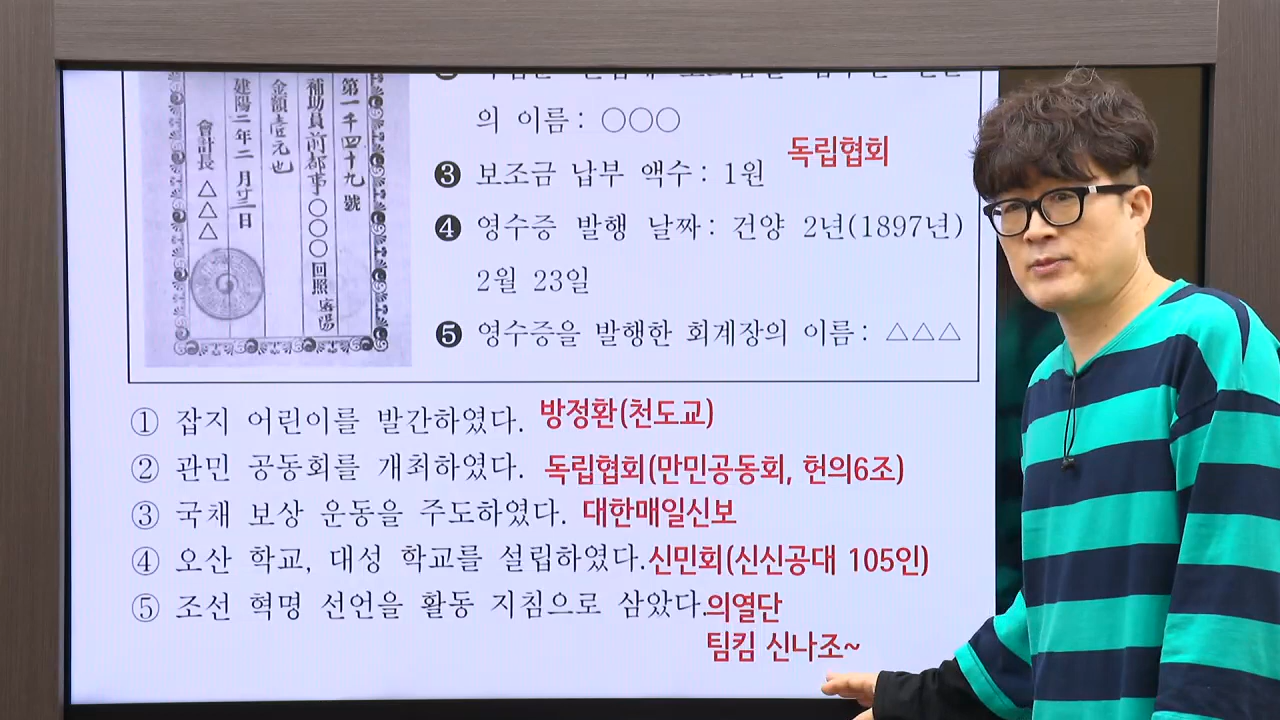 第一千四十九號
補助員前都事○○○回照
金額壹元也
建陽二年二月廿三日
會計長 △△△
의 이름: ○○○
❸ 보조금 납부 액수: 1원
독립협회
❹ 영수증 발행 날짜: 건양 2년(1897년)
2월 23일
❺ 영수증을 발행한 회계장의 이름: △△△
① 잡지 어린이를 발간하였다. 방정환(천도교)
② 관민 공동회를 개최하였다. 독립협회(만민공동회, 헌의6조)
③ 국채 보상 운동을 주도하였다. 대한매일신보
④ 오산 학교, 대성 학교를 설립하였다. 신민회(신신공대 105인)
⑤ 조선 혁명 선언을 활동 지침으로 삼았다. 의열단
팀킴 신나조~